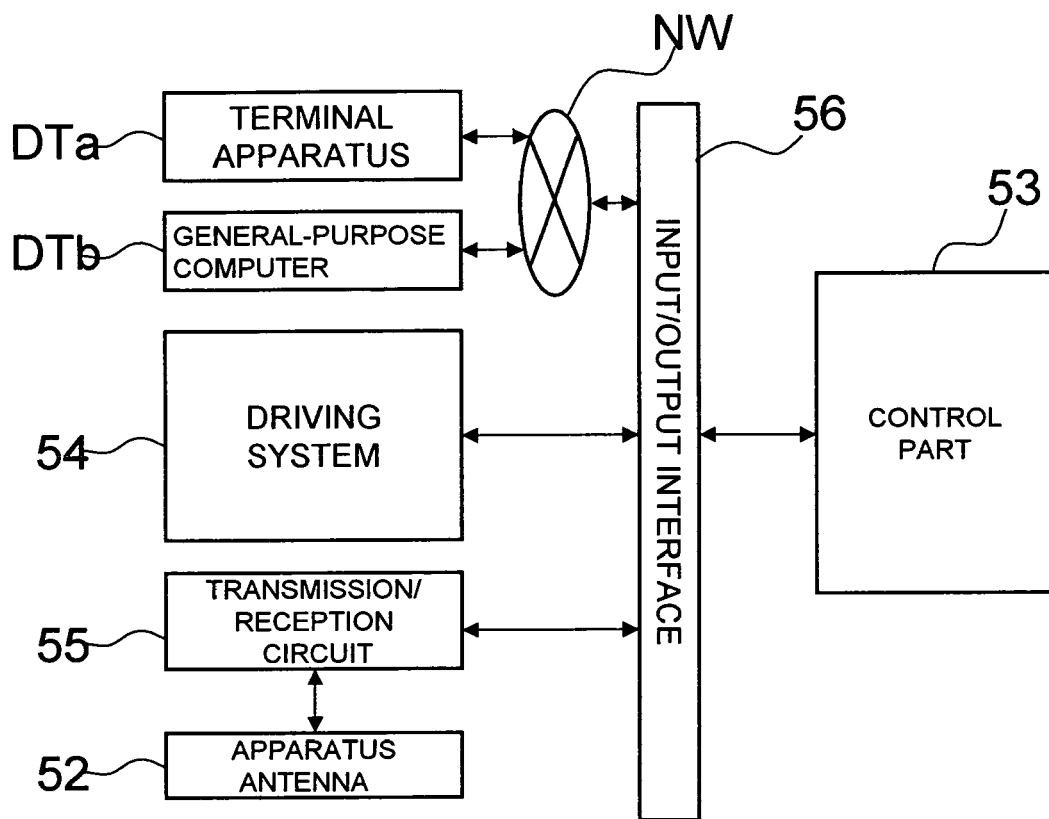 NW
56
53
DTa
TERMINAL
APPARATUS
DTb
GENERAL-PURPOSE
COMPUTER
54
DRIVING
SYSTEM
INPUT/OUTPUT INTERFACE
CONTROL
PART
55
TRANSMISSION/
RECEPTION
CIRCUIT
52
APPARATUS
ANTENNA